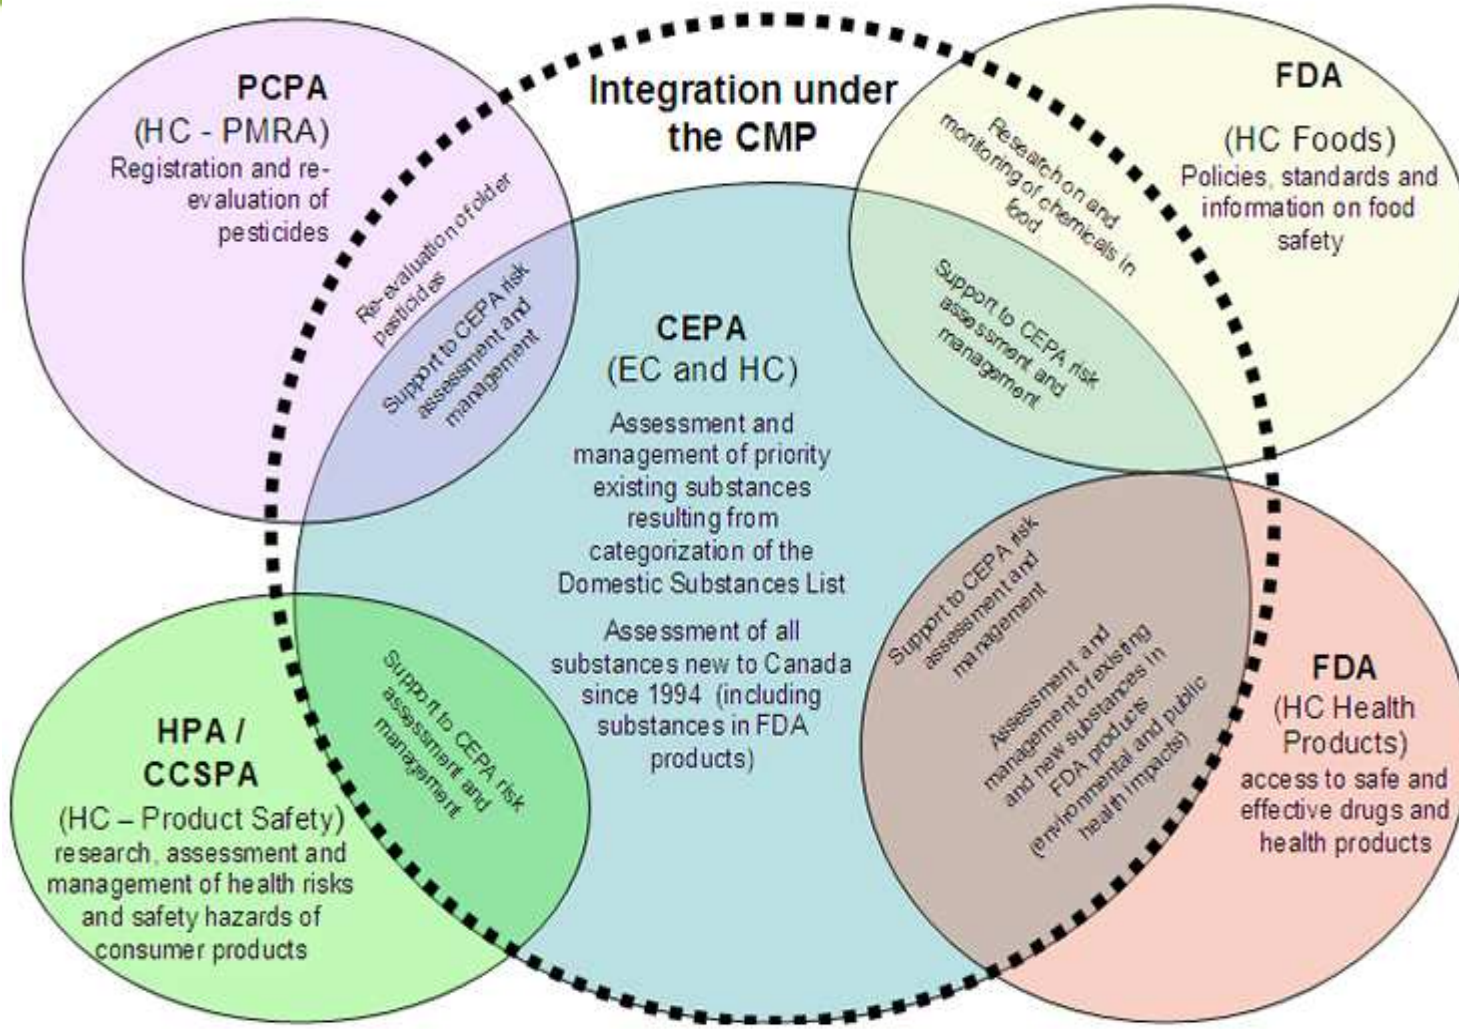 Integration under
the CMP
PCPA
(HC - PMRA)
Registration and re-
evaluation of
pesticides
Re-evaluation of older
pesticides
Support to CEPA risk
assessment and
management
FDA
(HC Foods)
Policies, standards and
information on food
safety
Research on and
monitoring of chemicals in
food
Support to CEPA risk
assessment and
management
CEPA
(EC and HC)
Assessment and
management of priority
existing substances
resulting from
categorization of the
Domestic Substances List
Assessment of all
substances new to Canada
since 1994 (including
substances in FDA
products)
HPA /
CCSPA
(HC – Product Safety)
research, assessment and
management of health risks
and safety hazards of
consumer products
Support to CEPA risk
assessment and
management
Support to CEPA risk
assessment and
management
Assessment and
management of existing
and new substances in
FDA products
(environmental and public
health impacts)
FDA
(HC Health
Products)
access to safe and
effective drugs and
health products